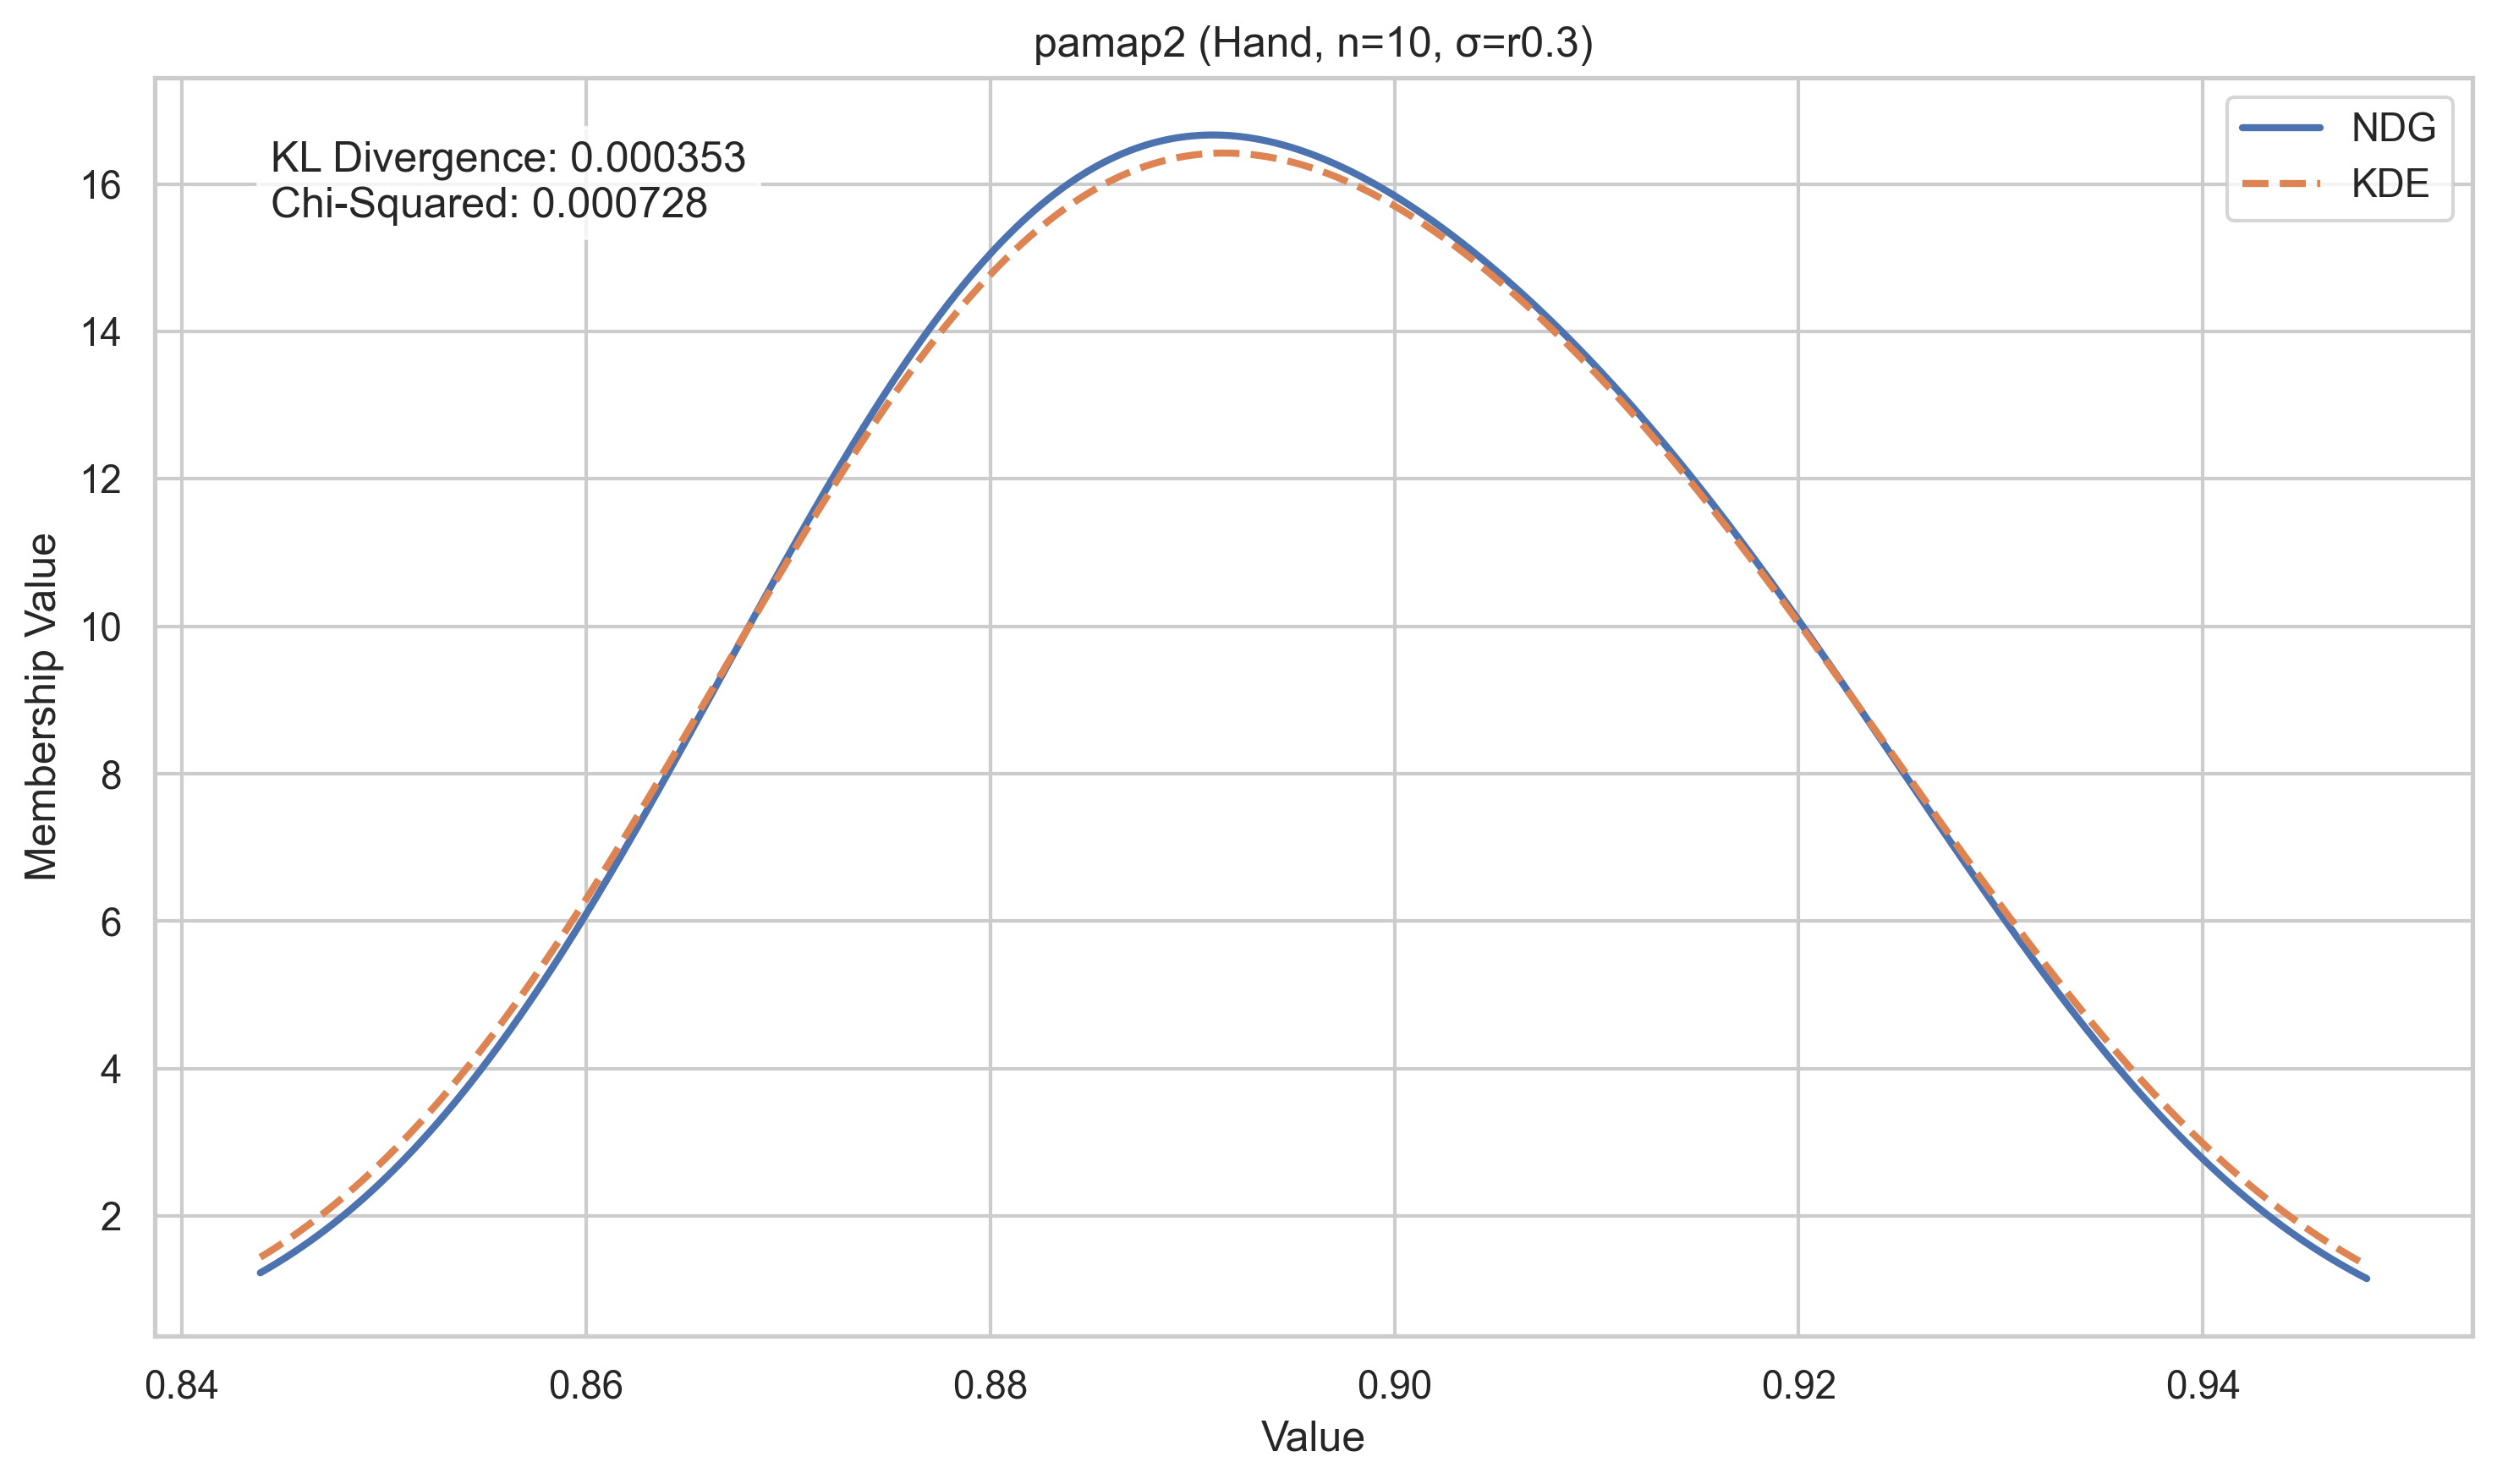 pamap2 (Hand, n=10, σ=r0.3)
KL Divergence: 0.000353
Chi-Squared: 0.000728
NDG
KDE
Membership Value
16
14
12
10
8
6
4
2
0.84 0.86 0.88 0.90 0.92 0.94
Value